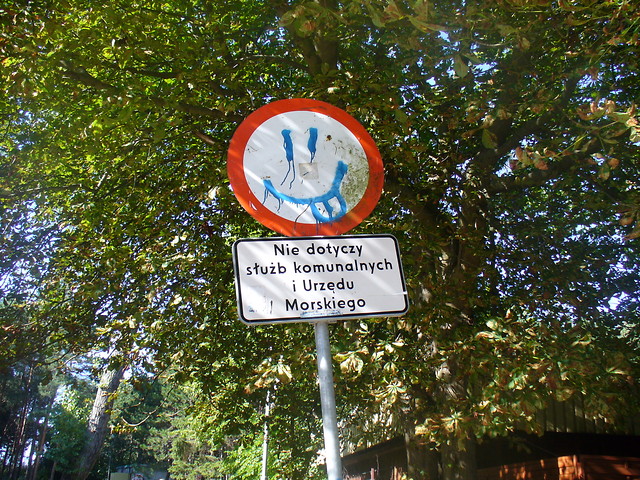 Nie dotyczy
służb komunalnych
i Urzędu
Morskiego